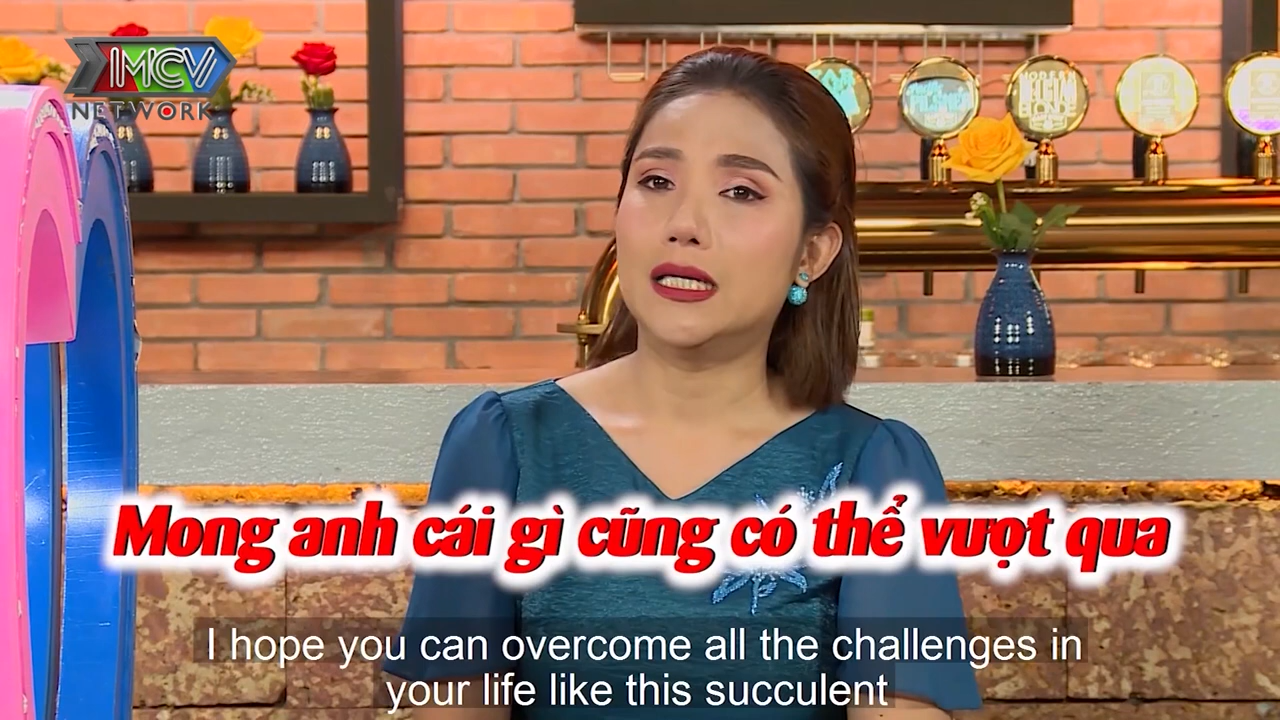 MCV
NETWORK
Mong anh cái gì cũng có thể vượt qua
I hope you can overcome all the challenges in
your life like this succulent